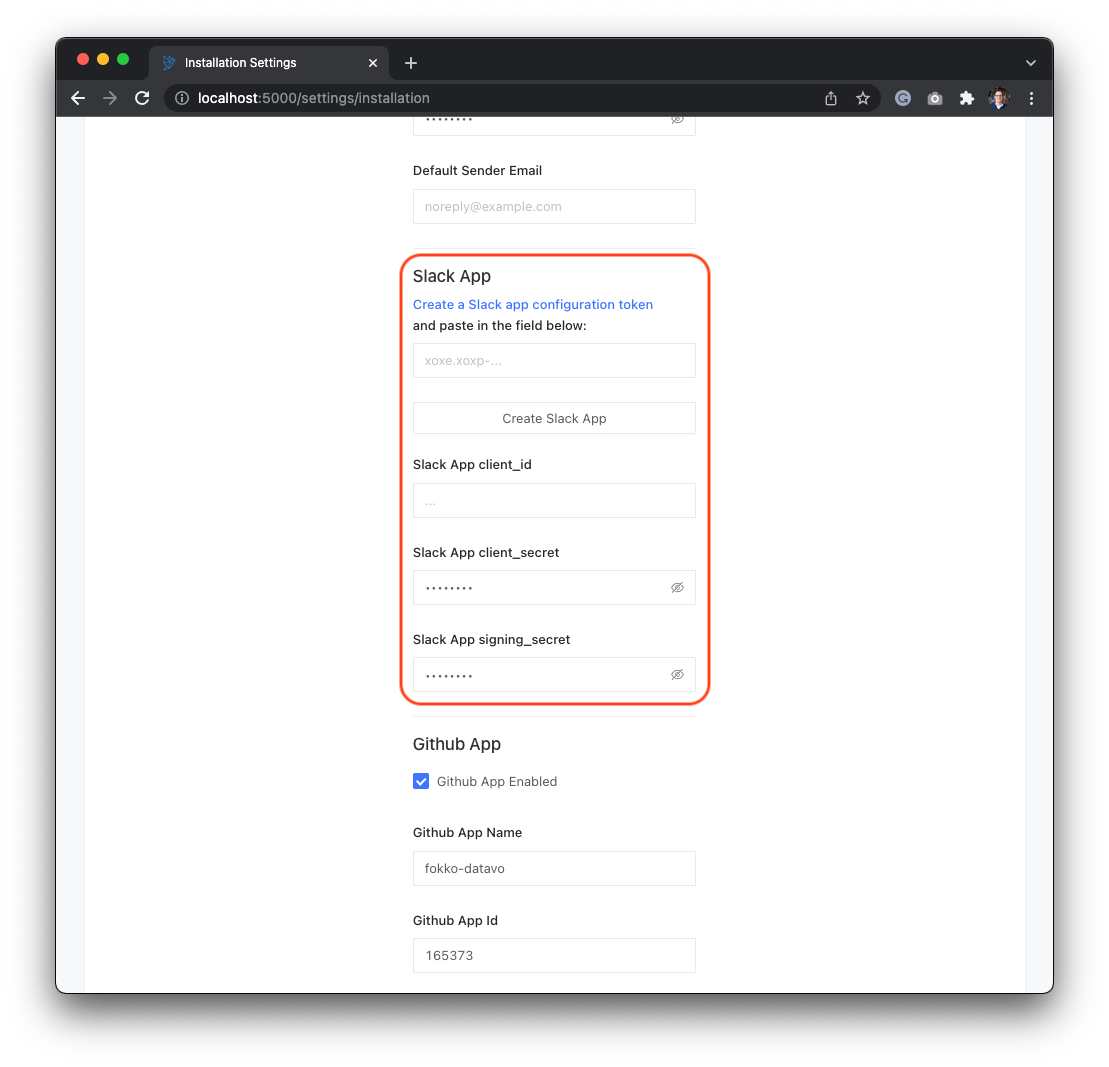 Installation Settings
localhost:5000/settings/installation
••••••••
Default Sender Email
noreply@example.com
Slack App
Create a Slack app configuration token
and paste in the field below:
xoxe.xoxp-...
Create Slack App
Slack App client_id
...
Slack App client_secret
••••••••
Slack App signing_secret
••••••••
Github App
Github App Enabled
Github App Name
fokko-datavo
Github App Id
165373